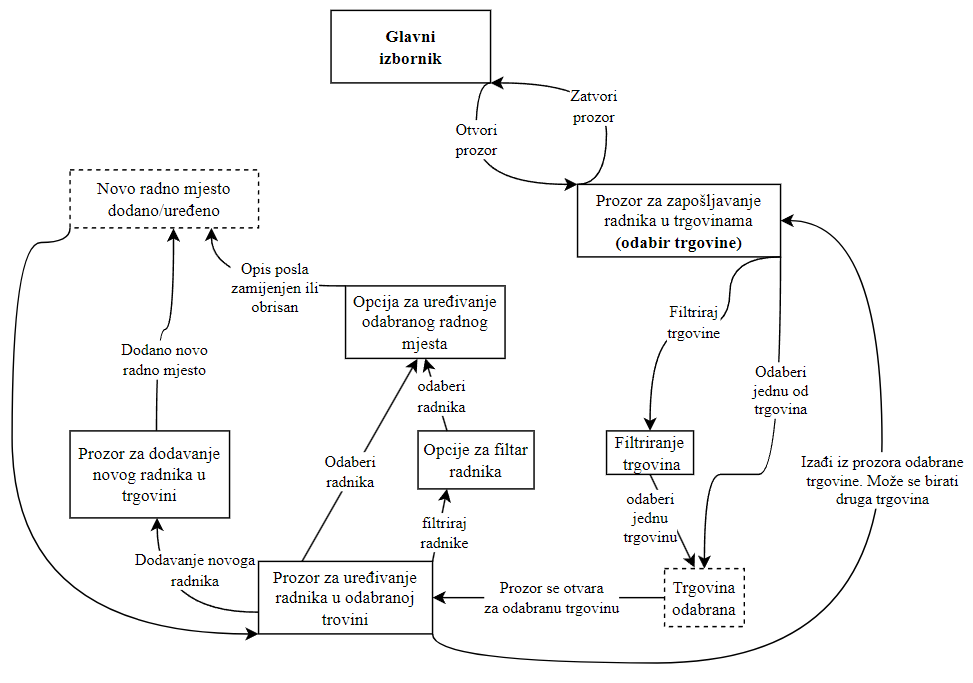 Glavni
izbornik
Zatvori
prozor
Otvori
prozor
Novo radno mjesto
dodano/uređeno
Prozor za zapošljavanje
radnika u trgovinama
(odabir trgovine)
Opis posla
zamijenjen ili
obrisan
Opcija za uređivanje
odabranog radnog
mjesta
Filtriraj
trgovine
Dodano novo
radno mjosto
odaberi
radnika
Odaberi
jednu od
trgovina
Prozor za dodavanje
novog radnika u
trgovini
Odaberi
radnika
Opcije za filtar
radnika
Filtriranje
trgovina
Izađi iz prozora odabrane
trgovine. Može se birati
druga trgovina
odaberi
jednu
trgovinu
filtriraj
radnike
Dodavanje novoga
radnika
Prozor za uređivanje
radnika u odabranoj
trovini
Prozor se otvara
za odabranu trgovinu
Trgovina
odabrana